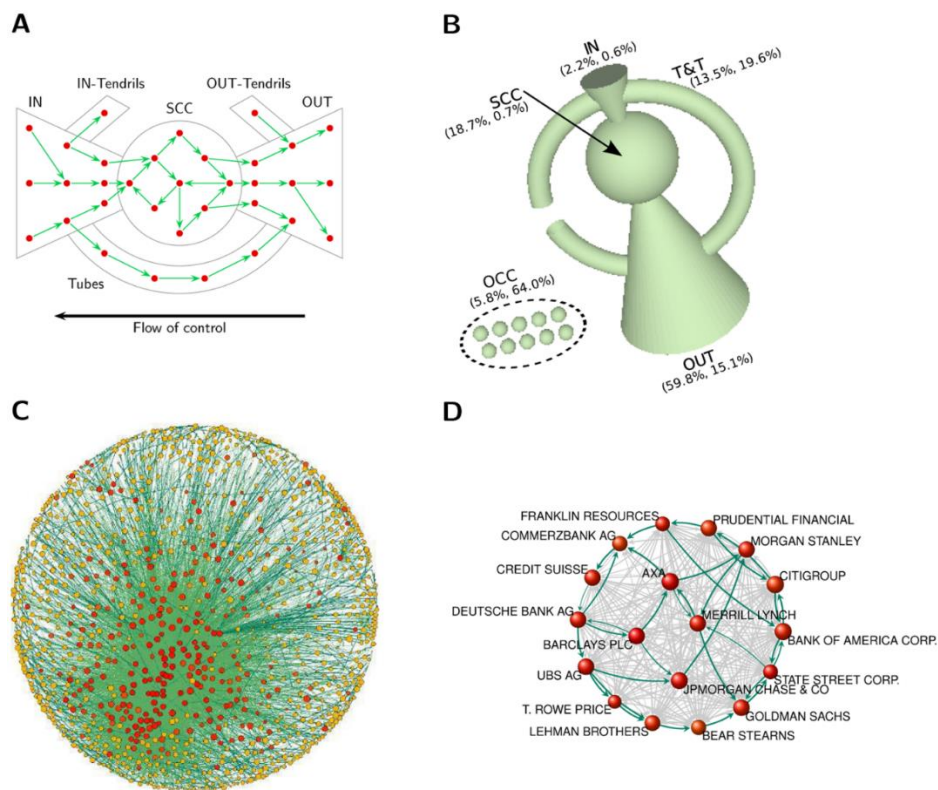 A
IN-Tendrils
OUT-Tendrils
IN
SCC
OUT
Tubes
Flow of control
B
IN
(2.2%, 0.6%)
T&T
(13.5%, 19.6%)
SCC
(18.7%, 0.7%)
OCC
(5.8%, 64.0%)
OUT
(59.8%, 15.1%)
C
D
FRANKLIN RESOURCES
PRUDENTIAL FINANCIAL
COMMERZBANK AG
MORGAN STANLEY
CREDIT SUISSE
AXA
CITIGROUP
DEUTSCHE BANK AG
MERRILL LYNCH
BARCLAYS PLC
BANK OF AMERICA CORP.
UBS AG
STATE STREET CORP.
JPMORGAN CHASE & CO
T. ROWE PRICE
GOLDMAN SACHS
LEHMAN BROTHERS
BEAR STEARNS